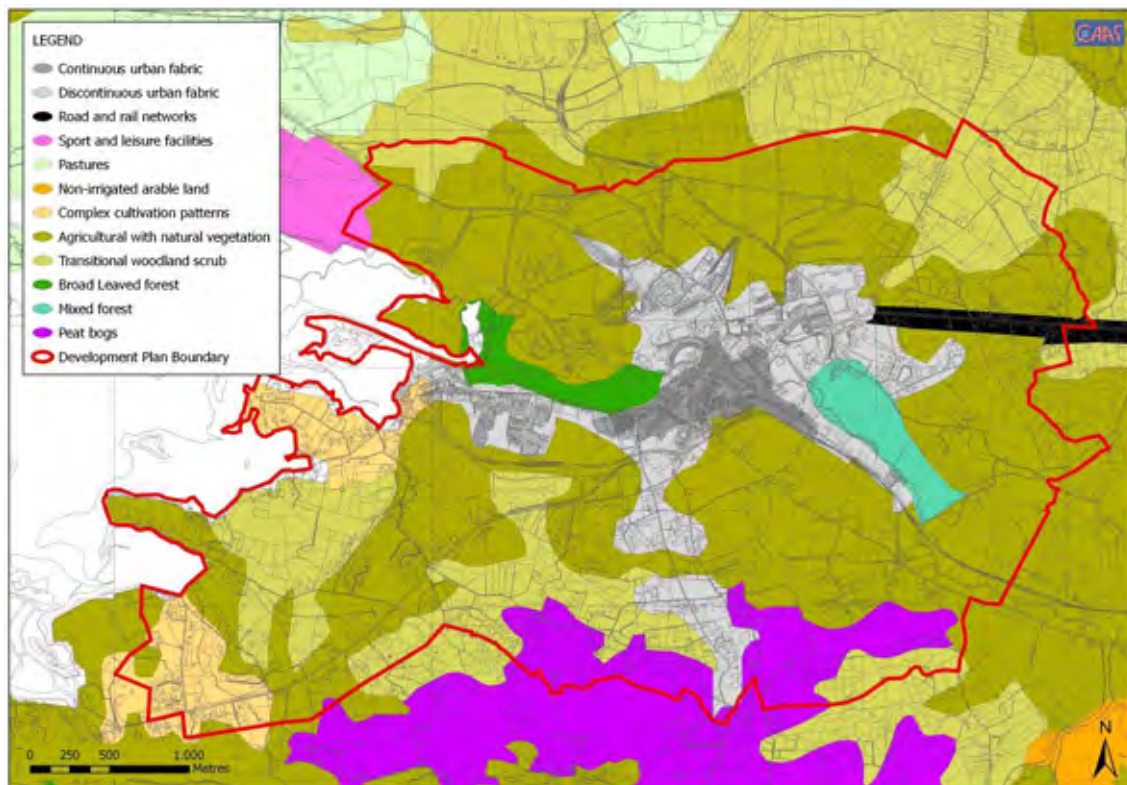 LEGEND
Continuous urban fabric
Discontinuous urban fabric
Road and rail networks
Sport and leisure facilities
Pastures
Non-irrigated arable land
Complex cultivation patterns
Agricultural with natural vegetation
Transitional woodland scrub
Broad Leaved forest
Mixed forest
Peat bogs
Development Plan Boundary
CAAS
N
0 250 500 1,000
Metres